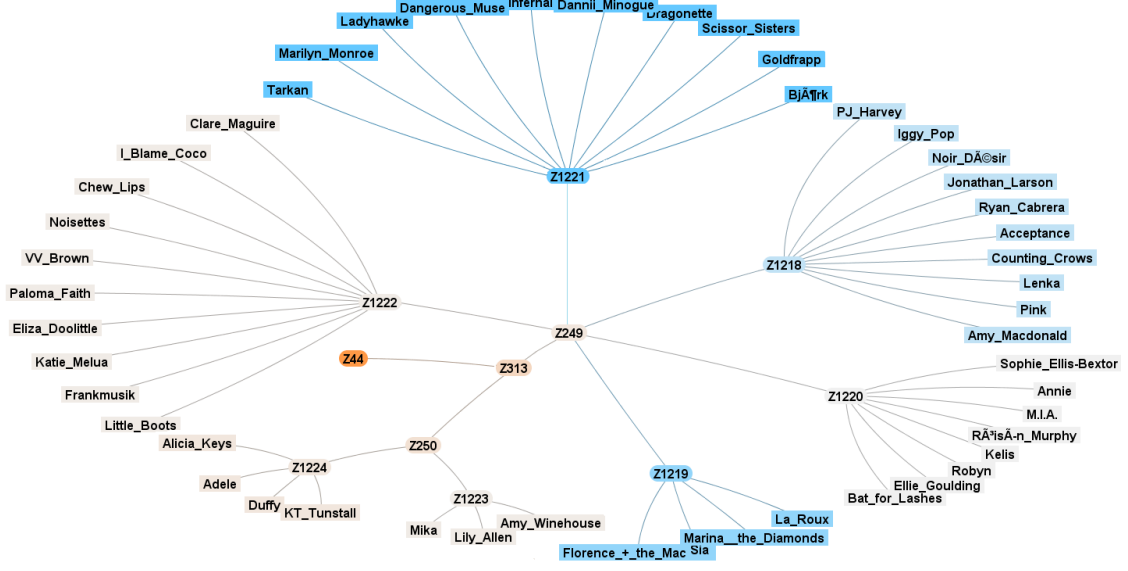 Dangerous_Muse
Infernal
Dannii_Minogue
Ladyhawke
Dragonette
Scissor_Sisters
Marilyn_Monroe
Goldfrapp
Tarkan
BjÃ¶rk
Z1221
PJ_Harvey
Iggy_Pop
Noir_DÃ©sir
Jonathan_Larson
Ryan_Cabrera
Acceptance
Counting_Crows
Lenka
Pink
Amy_Macdonald
Z1218
Clare_Maguire
I_Blame_Coco
Chew_Lips
Noisettes
VV_Brown
Paloma_Faith
Eliza_Doolittle
Katie_Melua
Frankmusik
Little_Boots
Z1222
Z249
Z44
Z313
Z1220
Sophie_Ellis-Bextor
Annie
M.I.A.
RÃ³isÃ­n_Murphy
Kelis
Robyn
Ellie_Goulding
Bat_for_Lashes
Z250
Alicia_Keys
Z1224
Adele
Duffy
KT_Tunstall
Z1223
Mika
Lily_Allen
Amy_Winehouse
Z1219
La_Roux
Marina__the_Diamonds
Sia
Florence_+_the_Mac